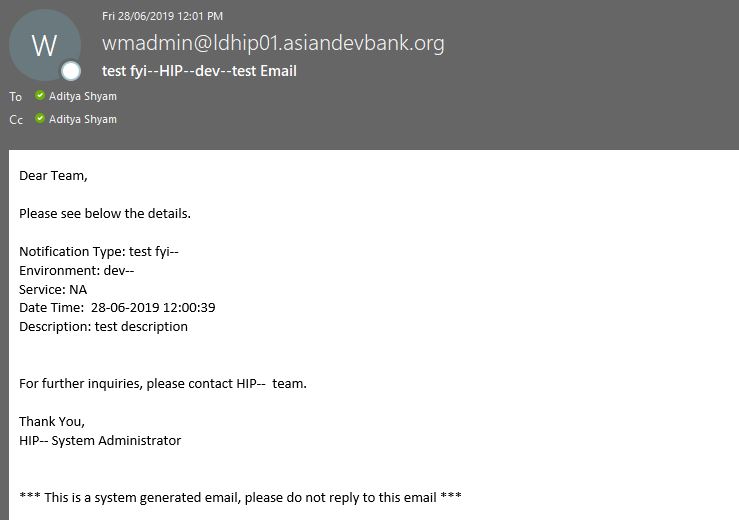 Fri 28/06/2019 12:01 PM
W
wmadmin@ldhip01.asiandevbank.org
test fyi--HIP--dev--test Email
To Aditya Shyam
Cc Aditya Shyam
Dear Team,
Please see below the details.
Notification Type: test fyi--
Environment: dev--
Service: NA
Date Time:  28-06-2019 12:00:39
Description: test description
For further inquiries, please contact HIP--  team.
Thank You,
HIP-- System Administrator
*** This is a system generated email, please do not reply to this email ***